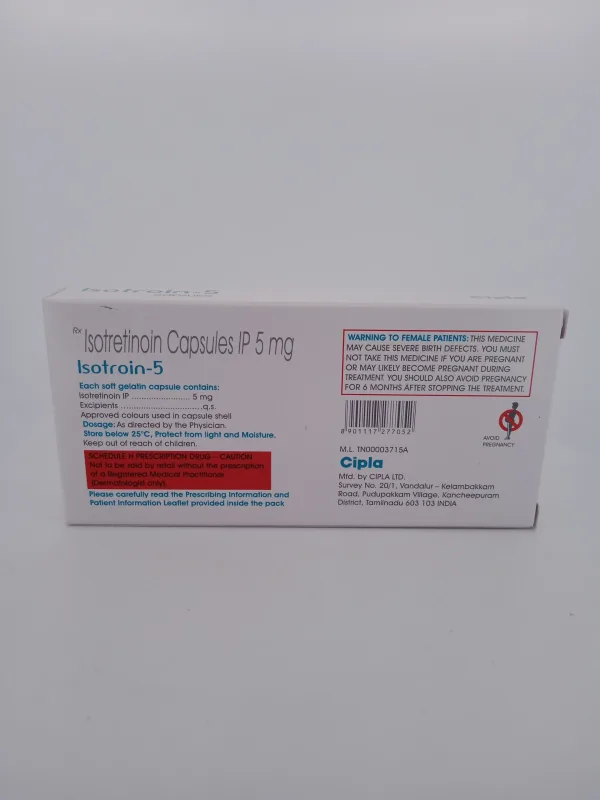 Isotroin-5
Rx Isotretinoin Capsules IP 5 mg
Isotroin-5
Each soft gelatin capsule contains:
Isotretinoin IP ........................ 5 mg
Excipients ............................q.s.
Approved colours used in capsule shell
Dosage: As directed by the Physician.
Store below 25°C, Protect from light and Moisture.
Keep out of reach of children.
SCHEDULE H PRESCRIPTION DRUG – CAUTION
Not to be sold by retail without the prescription
of a Registered Medical Practitioner
(Dermatologist only).
Please carefully read the Prescribing Information and
Patient Information Leaflet provided inside the pack
WARNING TO FEMALE PATIENTS: THIS MEDICINE
MAY CAUSE SEVERE BIRTH DEFECTS. YOU MUST
NOT TAKE THIS MEDICINE IF YOU ARE PREGNANT
OR MAY LIKELY BECOME PREGNANT DURING
TREATMENT. YOU SHOULD ALSO AVOID PREGNANCY
FOR 6 MONTHS AFTER STOPPING THE TREATMENT.
8 901117 277052
AVOID
PREGNANCY
M.L. TN00003715A
Cipla
Mfd. by CIPLA LTD.
Survey No. 20/1, Vandalur – Kelambakkam
Road, Pudupakkam Village, Kancheepuram
District, Tamilnadu 603 103 INDIA